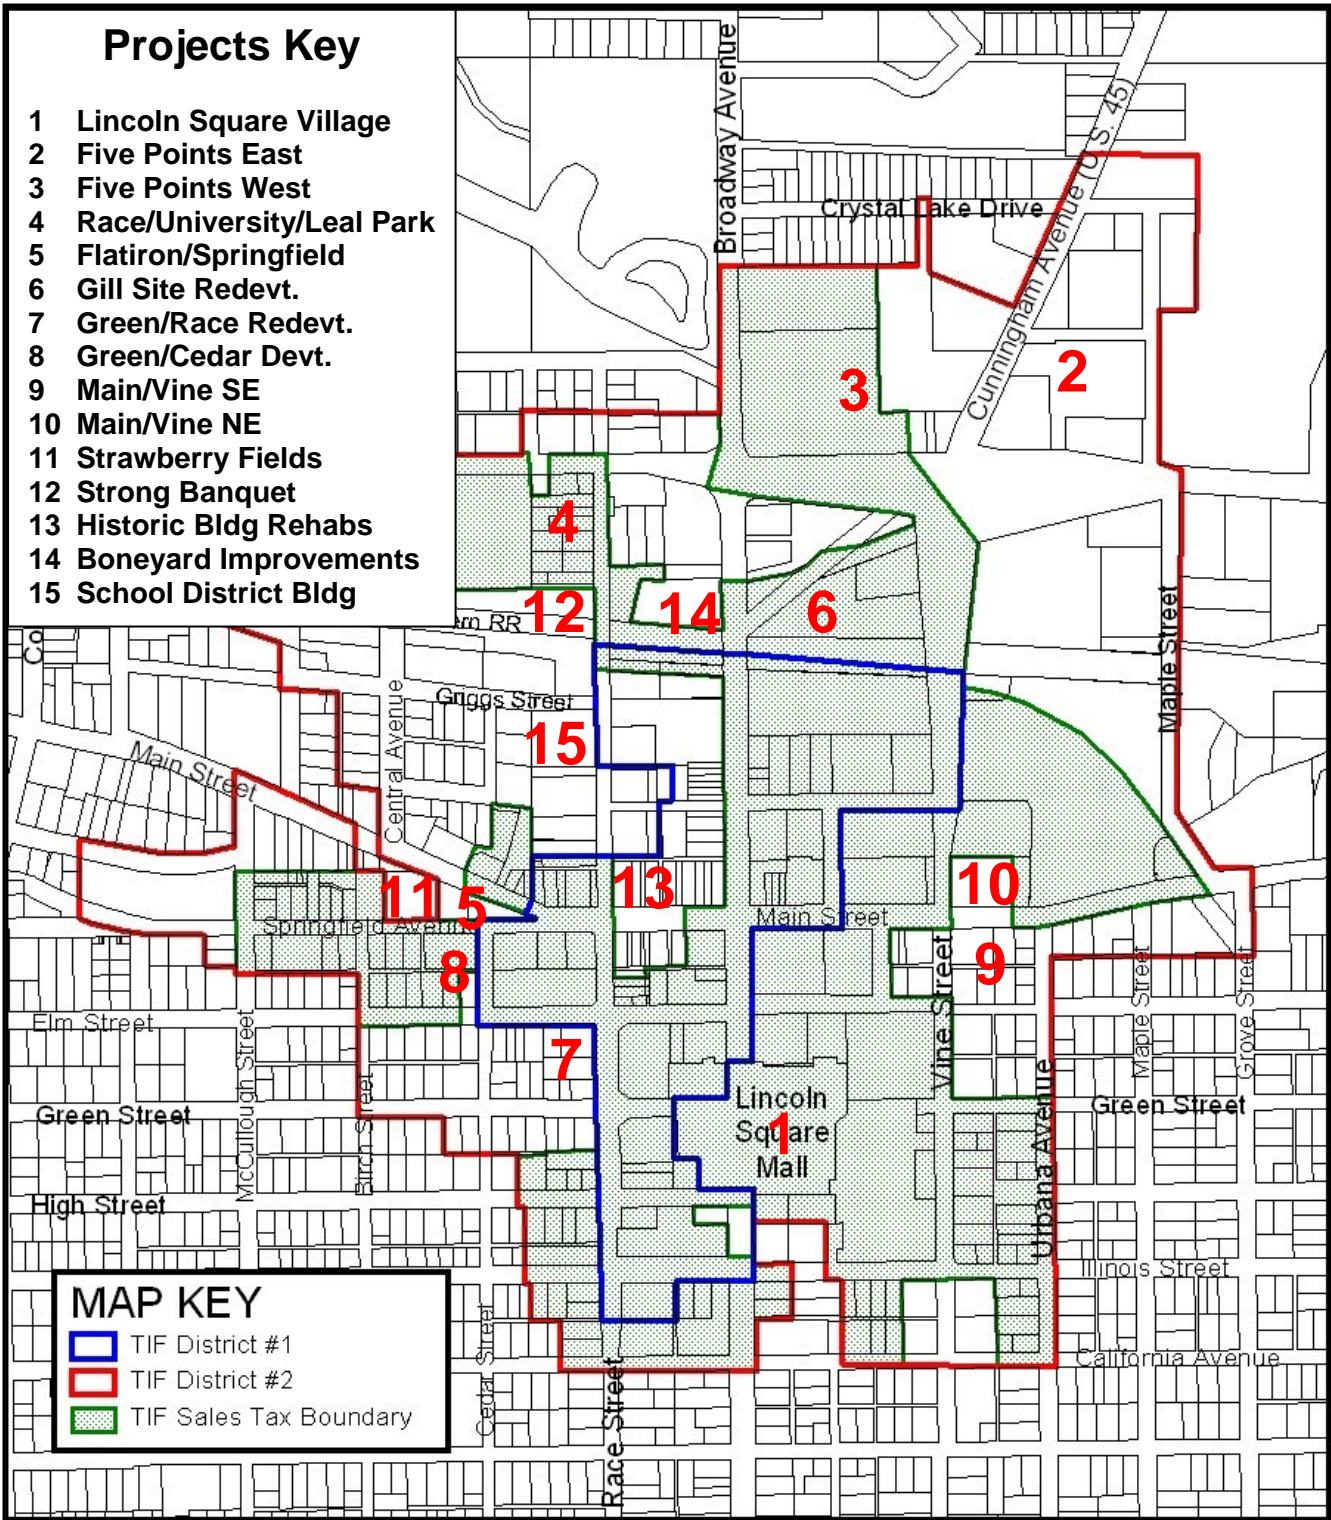 Projects Key
1 Lincoln Square Village
2 Five Points East
3 Five Points West
4 Race/University/Leal Park
5 Flatiron/Springfield
6 Gill Site Redevt.
7 Green/Race Redevt.
8 Green/Cedar Devt.
9 Main/Vine SE
10 Main/Vine NE
11 Strawberry Fields
12 Strong Banquet
13 Historic Bldg Rehabs
14 Boneyard Improvements
15 School District Bldg
Broadway Avenue
Cunningham Avenue (U.S. 45)
Crystal Lake Drive
2
3
4
12
14
6
ern RR
Co
Maple Street
Griggs Street
15
Main Street
Central Avenue
11
5
13
10
Main Street
Springfield Avenu
8
9
Vine Street
Maple Street
Grove Street
Elm Street
7
McCullough Street
Birch Street
Lincoln
Square
Mall
1
Green Street
Green Street
Urbana Avenue
High Street
Illinois Street
MAP KEY
TIF District #1
TIF District #2
TIF Sales Tax Boundary
Cedar Street
Race Street
California Avenue